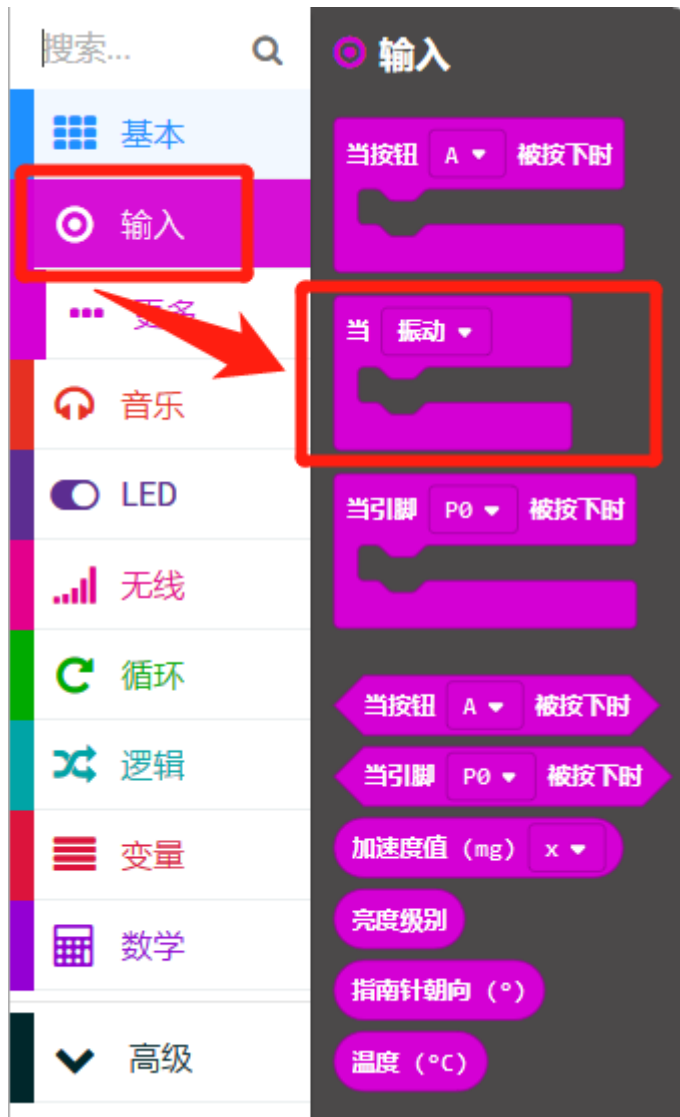 搜索...
基本
输入
更多
音乐
LED
无线
循环
逻辑
变量
数学
高级
输入
当按钮 A 被按下时
当 振动
当引脚 P0 被按下时
当按钮 A 被按下时
当引脚 P0 被按下时
加速度值 (mg) x
亮度级别
指南针朝向 (°)
温度 (°C)